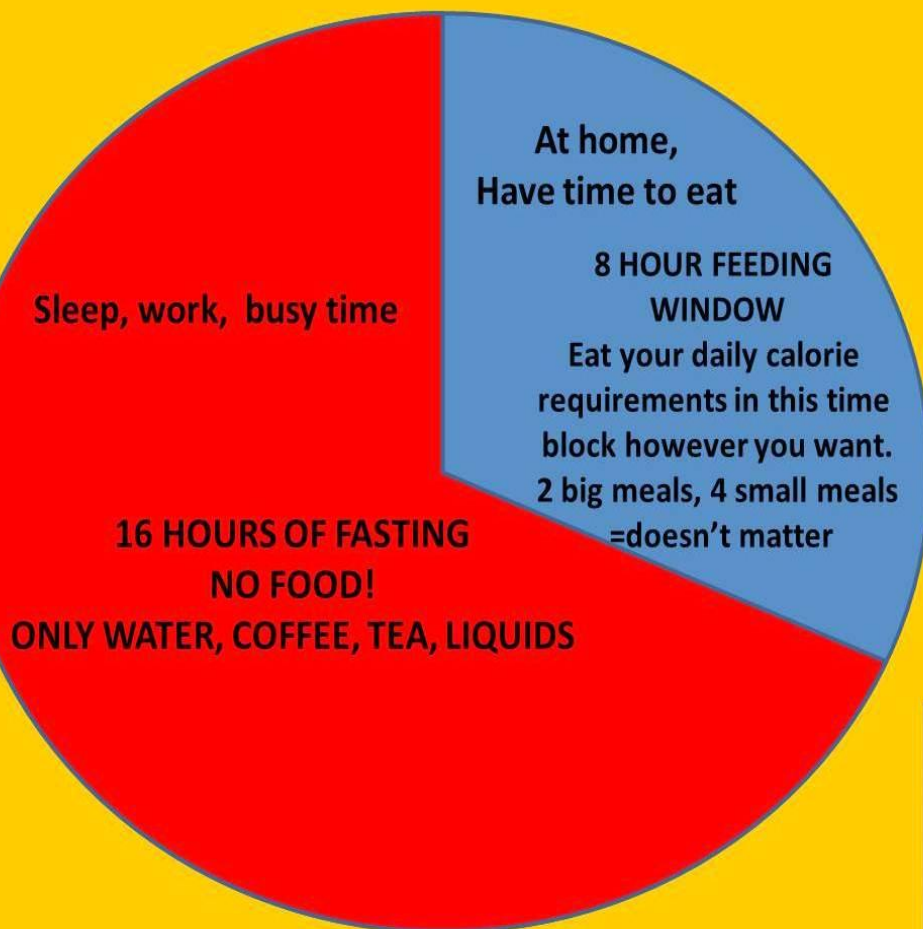 At home,
Have time to eat
8 HOUR FEEDING
WINDOW
Eat your daily calorie
requirements in this time
block however you want.
2 big meals, 4 small meals
=doesn’t matter
Sleep, work,  busy time
16 HOURS OF FASTING
NO FOOD!
ONLY WATER, COFFEE, TEA, LIQUIDS